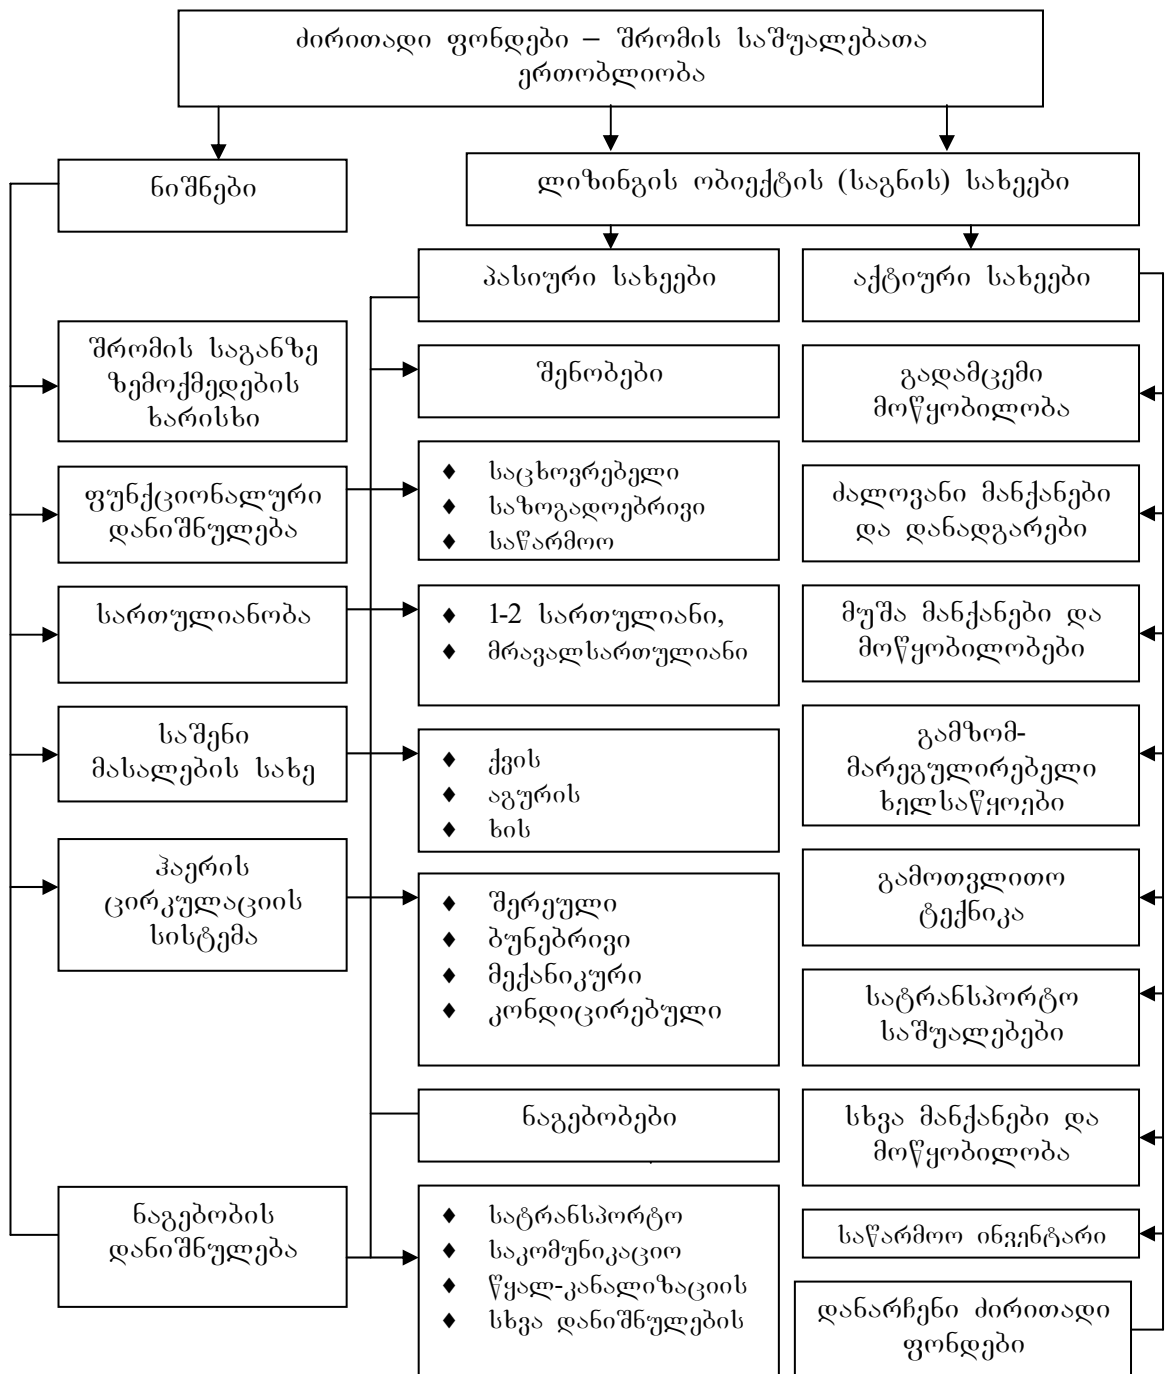 ძირითადი ფონდები – შრომის საშუალებათა
ერთობლიობა
ნიშნები
ლიზინგის ობიექტის (საგნის) სახეები
პასიური სახეები
აქტიური სახეები
შრომის საგანზე
ზემოქმედების
ხარისხი
შენობები
გადამცემი
მოწყობილობა
ფუნქციონალური
დანიშნულება
♦ საცხოვრებელი
♦ საზოგადოებრივი
♦ საწარმოო
ძალოვანი მანქანები
და დანადგარები
სართულიანობა
♦ 1-2 სართულიანი,
♦ მრავალსართულიანი
მუშა მანქანები და
მოწყობილობები
საშენი
მასალების სახე
♦ ქვის
♦ აგურის
♦ ხის
გამზომ-
მარეგულირებელი
ხელსაწყოები
ჰაერის
ცირკულაციის
სისტემა
♦ შერეული
♦ ბუნებრივი
♦ მექანიკური
♦ კონდიცირებული
გამოთვლითი
ტექნიკა
სატრანსპორტო
საშუალებები
ნაგებობები
სხვა მანქანები და
მოწყობილობა
ნაგებობის
დანიშნულება
♦ სატრანსპორტო
♦ საკომუნიკაციო
♦ წყალ-კანალიზაციის
♦ სხვა დანიშნულების
საწარმოო ინვენტარი
დანარჩენი ძირითადი
ფონდები